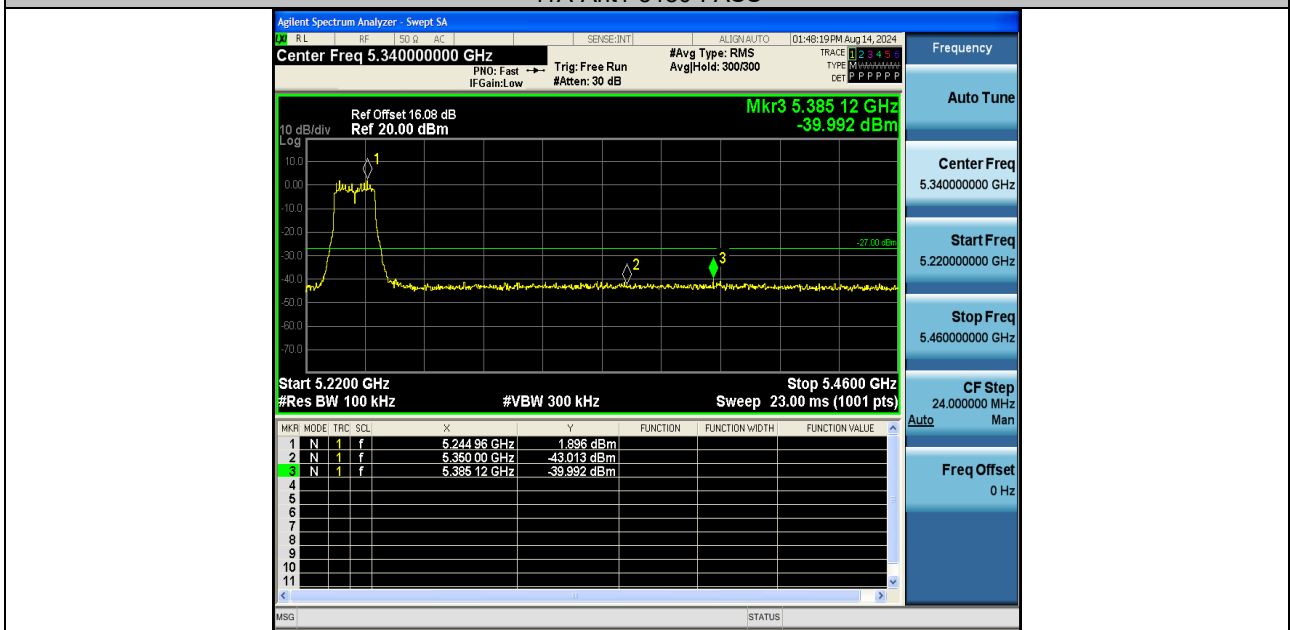 Agilent Spectrum Analyzer - Swept SA
LXI RL RF 50 Ω AC SENSE:INT ALIGNAUTO 01:48:19PM Aug 14, 2024
Center Freq 5.340000000 GHz
PNO: Fast
IFGain:Low
Trig: Free Run
#Atten: 30 dB
#Avg Type: RMS
Avg|Hold: 300/300
TRACE 1 2 3 4 5 6
TYPE M
DET P P P P P P
Mkr3 5.385 12 GHz
-39.992 dBm
Ref Offset 16.08 dB
10 dB/div Ref 20.00 dBm
Log
10.0
0.00
-10.0
-20.0
-30.0
-40.0
-50.0
-60.0
-70.0
1
2
3
-27.00 dBm
Start 5.2200 GHz Stop 5.4600 GHz
#Res BW 100 kHz #VBW 300 kHz Sweep 23.00 ms (1001 pts)
MKR MODE TRC SCL X Y FUNCTION FUNCTION WIDTH FUNCTION VALUE
1 N 1 f 5.244 96 GHz 1.896 dBm
2 N 1 f 5.350 00 GHz -43.013 dBm
3 N 1 f 5.385 12 GHz -39.992 dBm
4
5
6
7
8
9
10
11
MSG STATUS
Frequency
Auto Tune
Center Freq
5.340000000 GHz
Start Freq
5.220000000 GHz
Stop Freq
5.460000000 GHz
CF Step
24.000000 MHz
Auto Man
Freq Offset
0 Hz